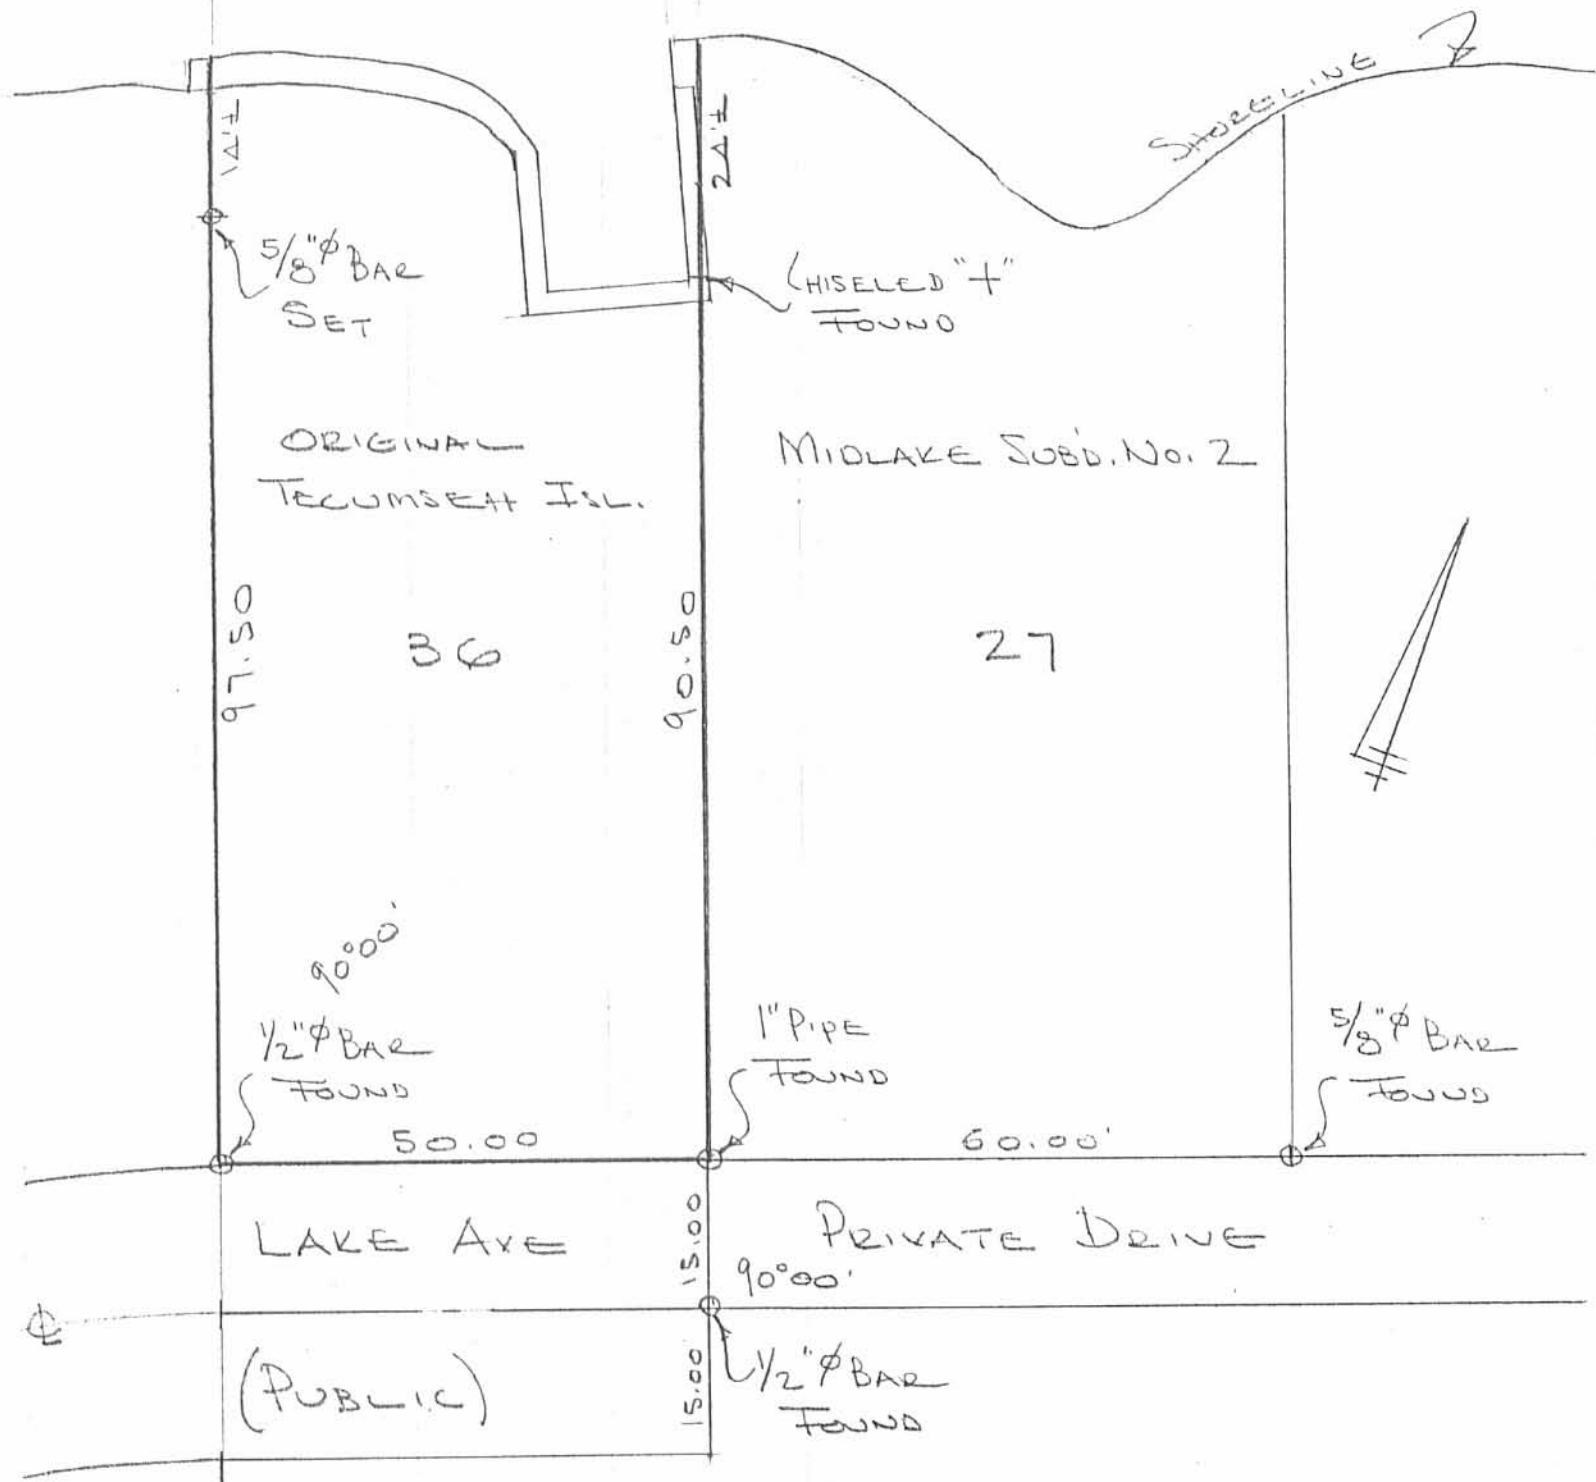 SHORELINE
14'±
24'±
5/8"φ BAR
SET
CHISELED "+"
FOUND
ORIGINAL
TECUMSEH ISL.
MIDLAKE SUBD. NO. 2
97.50
36
90.50
27
90°00'
1/2"φ BAR
FOUND
1" PIPE
FOUND
5/8"φ BAR
FOUND
50.00
60.00'
LAKE AVE
15.00
PRIVATE DRIVE
90°00'
℄
(PUBLIC)
15.00
1/2"φ BAR
FOUND